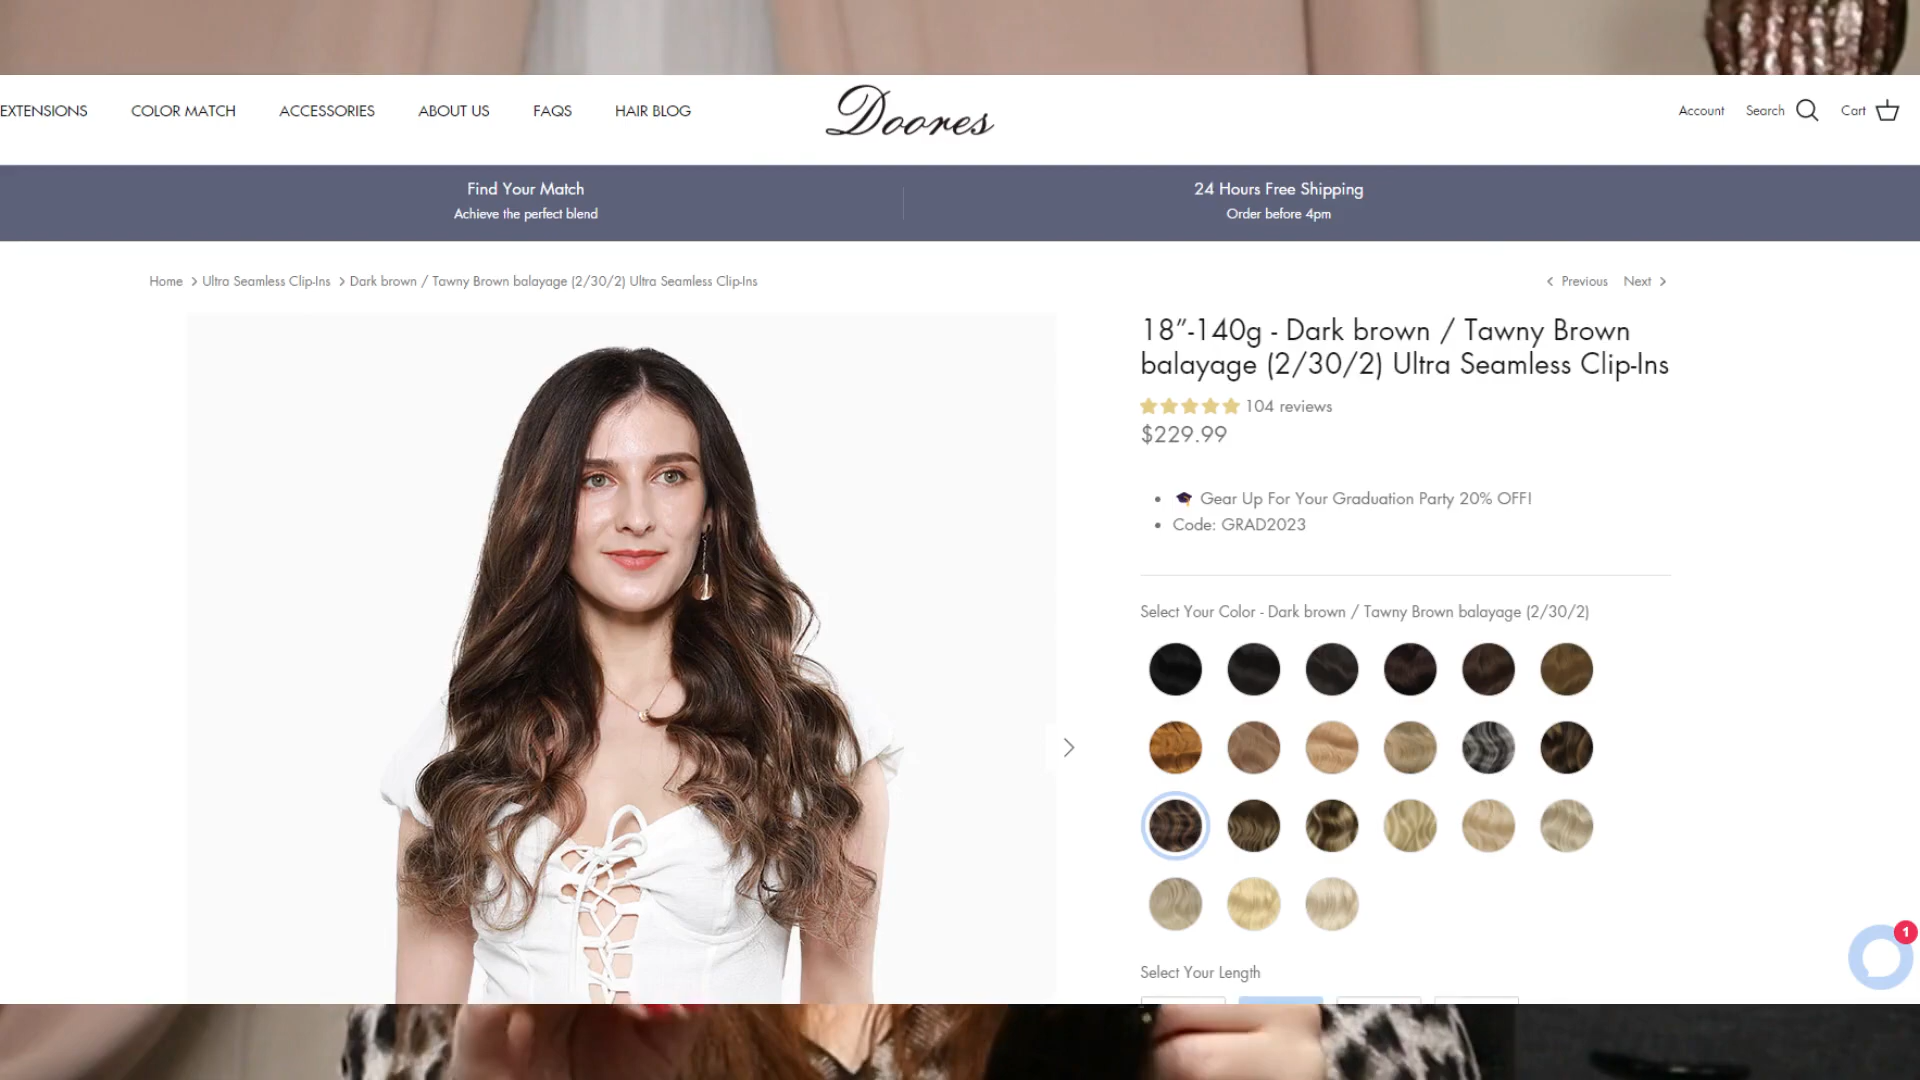 EXTENSIONS COLOR MATCH ACCESSORIES ABOUT US FAQS HAIR BLOG Doores Account Search Cart
Find Your Match
Achieve the perfect blend
24 Hours Free Shipping
Order before 4pm
Home > Ultra Seamless Clip-Ins > Dark brown / Tawny Brown balayage (2/30/2) Ultra Seamless Clip-Ins
< Previous Next >
18”-140g - Dark brown / Tawny Brown
balayage (2/30/2) Ultra Seamless Clip-Ins
104 reviews
$229.99
• 🎓 Gear Up For Your Graduation Party 20% OFF!
• Code: GRAD2023
Select Your Color - Dark brown / Tawny Brown balayage (2/30/2)
Select Your Length
1